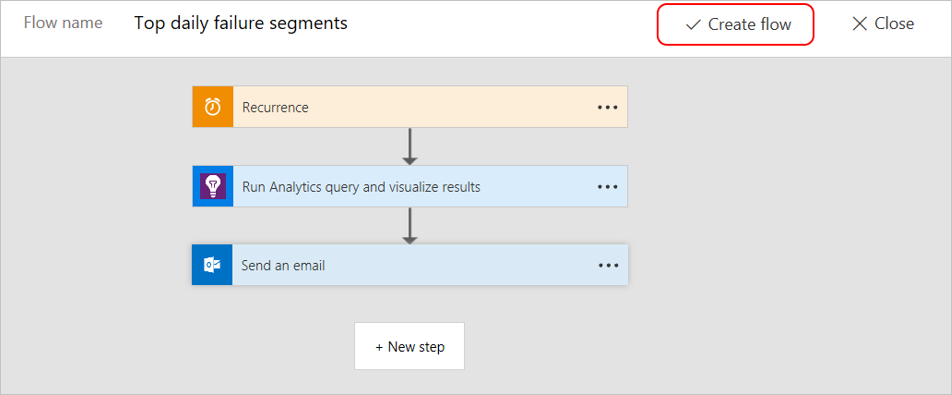 Flow name Top daily failure segments Create flow Close
Recurrence
Run Analytics query and visualize results
Send an email
+ New step